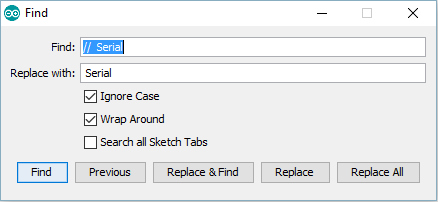 Find
Find: // Serial
Replace with: Serial
Ignore Case
Wrap Around
Search all Sketch Tabs
Find Previous Replace & Find Replace Replace All